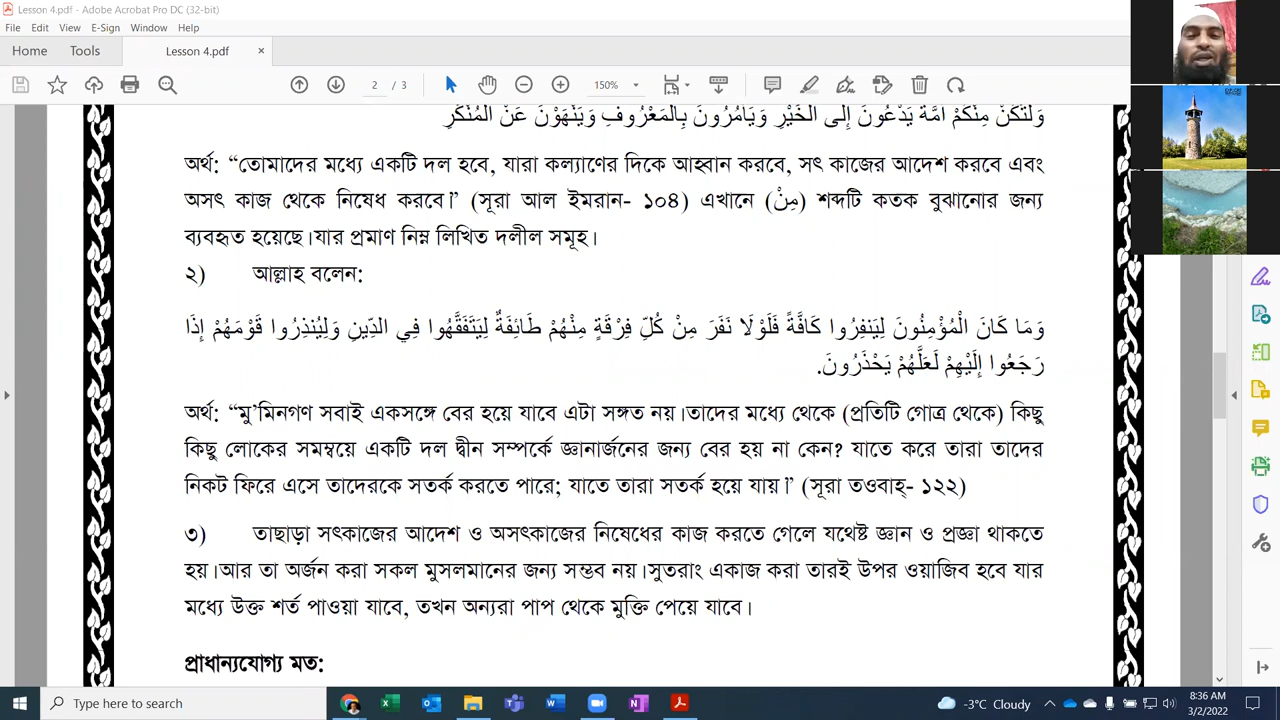 Lesson 4.pdf - Adobe Acrobat Pro DC (32-bit)
File Edit View E-Sign Window Help
Home Tools Lesson 4.pdf ×
2 / 3 150%
وَلْتَكُنْ مِنْكُمْ أُمَّةٌ يَدْعُونَ إِلَى الْخَيْرِ وَيَأْمُرُونَ بِالْمَعْرُوفِ وَيَنْهَوْنَ عَنِ الْمُنْكَرِ
অর্থ: “তোমাদের মধ্যে একটি দল হবে, যারা কল্যাণের দিকে আহ্বান করবে, সৎ কাজের আদেশ করবে এবং
অসৎ কাজ থেকে নিষেধ করবে।” (সূরা আল ইমরান- ১০৪) এখানে (مِنْ) শব্দটি কতক বুঝানোর জন্য
ব্যবহৃত হয়েছে। যার প্রমাণ নিম্ন লিখিত দলীল সমূহ।
২) আল্লাহ বলেন:
وَمَا كَانَ الْمُؤْمِنُونَ لِيَنفِرُوا كَافَّةً فَلَوْلَا نَفَرَ مِنْ كُلِّ فِرْقَةٍ مِنْهُمْ طَائِفَةٌ لِيَتَفَقَّهُوا فِي الدِّينِ وَلِيُنذِرُوا قَوْمَهُمْ إِذَا
رَجَعُوا إِلَيْهِمْ لَعَلَّهُمْ يَحْذَرُونَ.
অর্থ: “মু’মিনগণ সবাই একসঙ্গে বের হয়ে যাবে এটা সঙ্গত নয়। তাদের মধ্যে থেকে (প্রতিটি গোত্র থেকে) কিছু
কিছু লোকের সমম্বয়ে একটি দল দ্বীন সম্পর্কে জ্ঞানার্জনের জন্য বের হয় না কেন? যাতে করে তারা তাদের
নিকট ফিরে এসে তাদেরকে সতর্ক করতে পারে; যাতে তারা সতর্ক হয়ে যায়।” (সূরা তওবাহ্- ১২২)
৩) তাছাড়া সৎকাজের আদেশ ও অসৎকাজের নিষেধের কাজ করতে গেলে যথেষ্ট জ্ঞান ও প্রজ্ঞা থাকতে
হয়। আর তা অর্জন করা সকল মুসলমানের জন্য সম্ভব নয়। সুতরাং একাজ করা তারই উপর ওয়াজিব হবে যার
মধ্যে উক্ত শর্ত পাওয়া যাবে, তখন অন্যরা পাপ থেকে মুক্তি পেয়ে যাবে।
প্রাধান্যযোগ্য মত:
Type here to search
-3°C Cloudy
8:36 AM
3/2/2022